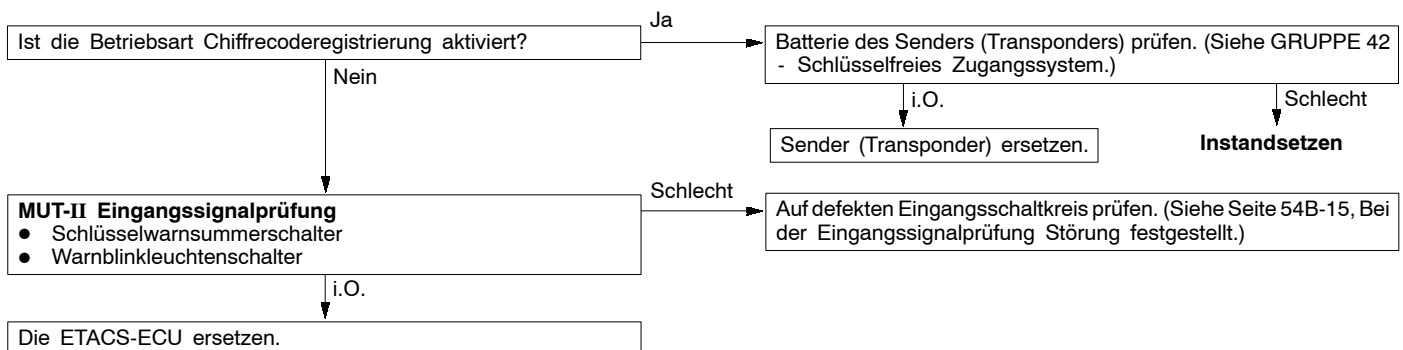 Ist die Betriebsart Chiffrecoderegistrierung aktiviert?
Ja
Batterie des Senders (Transponders) prüfen. (Siehe GRUPPE 42
- Schlüsselfreies Zugangssystem.)
Nein
i.O.
Schlecht
Sender (Transponder) ersetzen.
Instandsetzen
MUT-II Eingangssignalprüfung
● Schlüsselwarnsummerschalter
● Warnblinkleuchtenschalter
Schlecht
Auf defekten Eingangsschaltkreis prüfen. (Siehe Seite 54B-15, Bei
der Eingangssignalprüfung Störung festgestellt.)
i.O.
Die ETACS-ECU ersetzen.